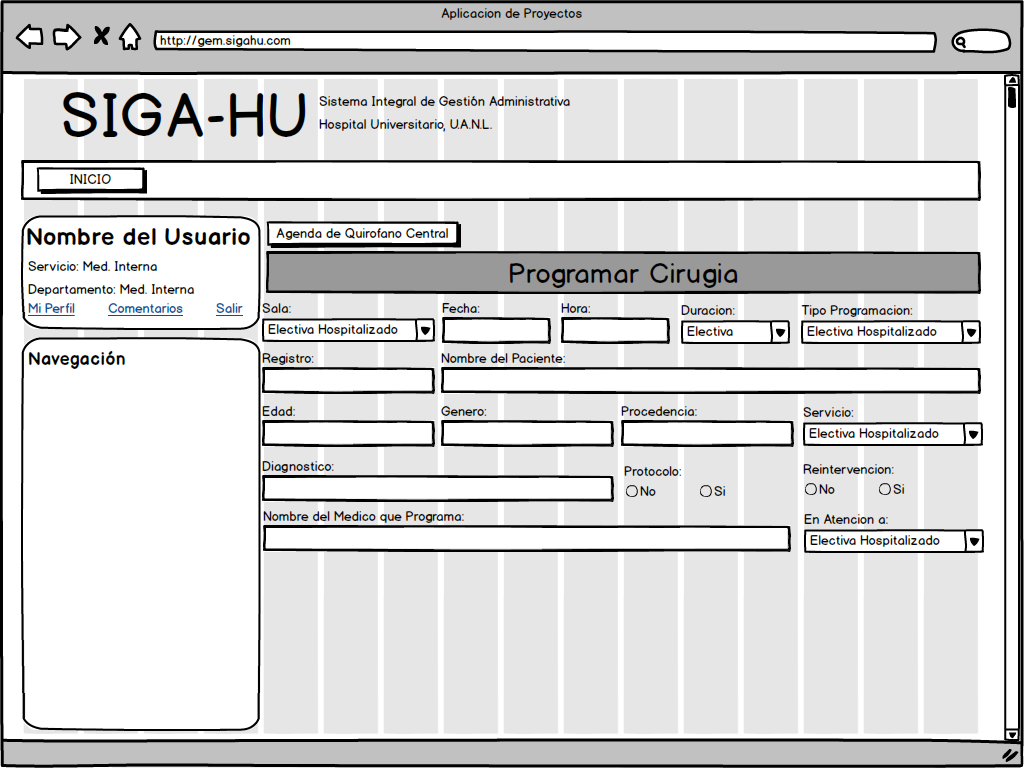 Aplicacion de Proyectos
http://gem.sigahu.com
SIGA-HU
Sistema Integral de Gestión Administrativa
Hospital Universitario, U.A.N.L.
INICIO
Nombre del Usuario
Servicio: Med. Interna
Departamento: Med. Interna
Mi Perfil Comentarios Salir
Navegación
Agenda de Quirofano Central
Programar Cirugia
Sala: Fecha: Hora: Duracion: Tipo Programacion:
Electiva Hospitalizado Electiva Electiva Hospitalizado
Registro: Nombre del Paciente:
Edad: Genero: Procedencia: Servicio:
Electiva Hospitalizado
Diagnostico: Protocolo: Reintervencion:
No Si No Si
Nombre del Medico que Programa: En Atencion a:
Electiva Hospitalizado